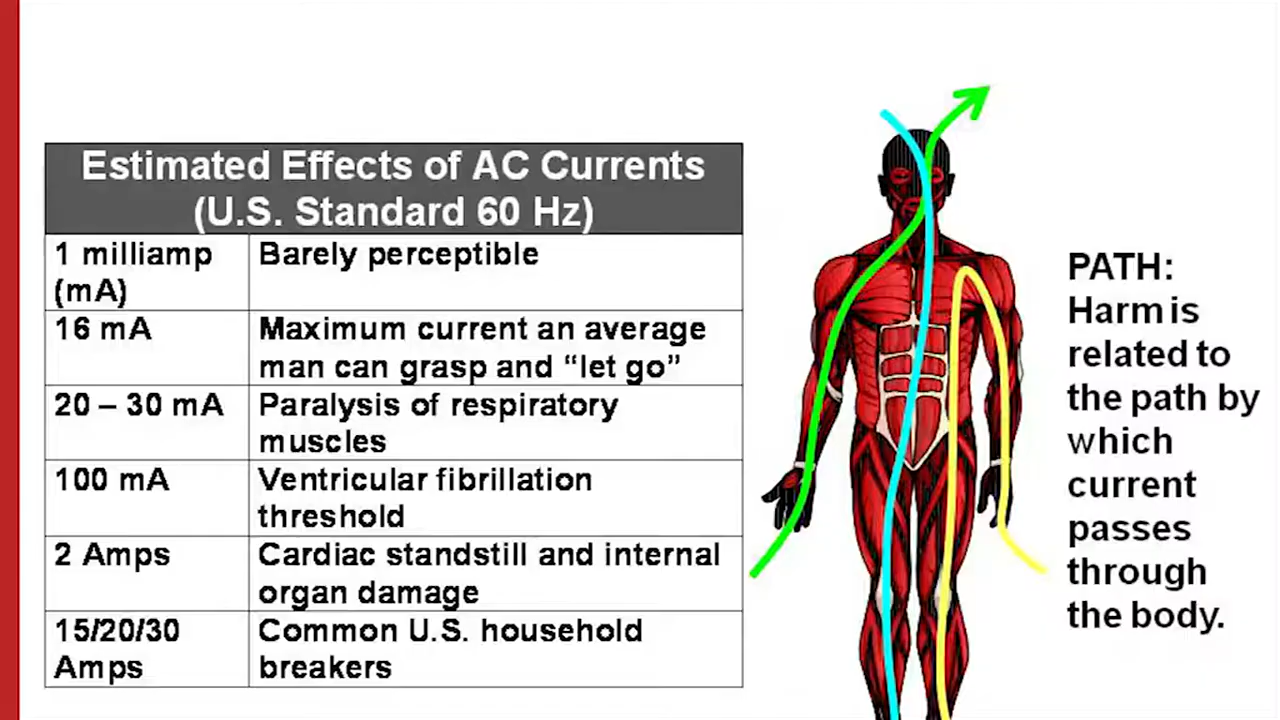 Estimated Effects of AC Currents
(U.S. Standard 60 Hz)
1 milliamp
(mA)
Barely perceptible
16 mA
Maximum current an average
man can grasp and “let go”
20 – 30 mA
Paralysis of respiratory
muscles
100 mA
Ventricular fibrillation
threshold
2 Amps
Cardiac standstill and internal
organ damage
15/20/30
Amps
Common U.S. household
breakers
PATH:
Harm is
related to
the path by
which
current
passes
through
the body.